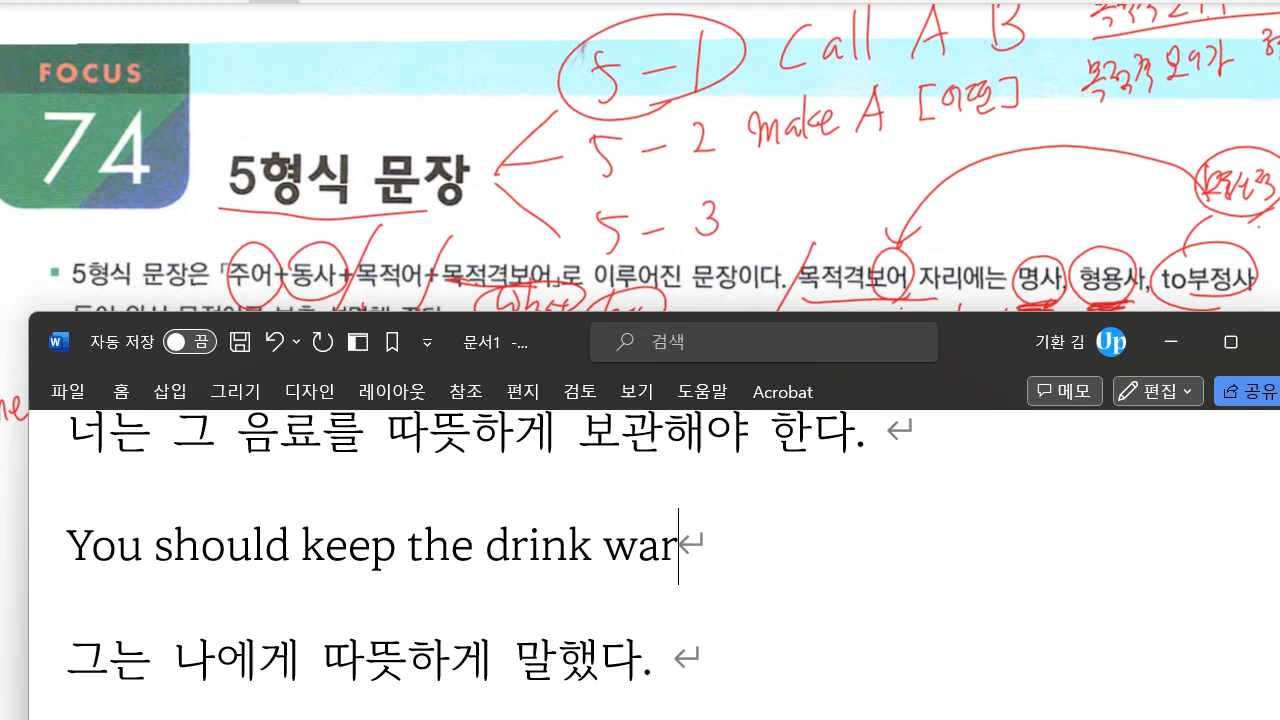 FOCUS
74
5형식 문장
5 - 1 Call A B
5 - 2 make A [어떤]
5 - 3
목적격 보어가
5형식 문장은 「주어+동사+목적어+목적격보어」로 이루어진 문장이다. 목적격보어 자리에는 명사, 형용사, to부정사
자동 저장 끔 문서1 -... 검색 기환 김 Up
파일 홈 삽입 그리기 디자인 레이아웃 참조 편지 검토 보기 도움말 Acrobat 메모 편집 공유
너는 그 음료를 따뜻하게 보관해야 한다. ↵
You should keep the drink war↵
그는 나에게 따뜻하게 말했다. ↵